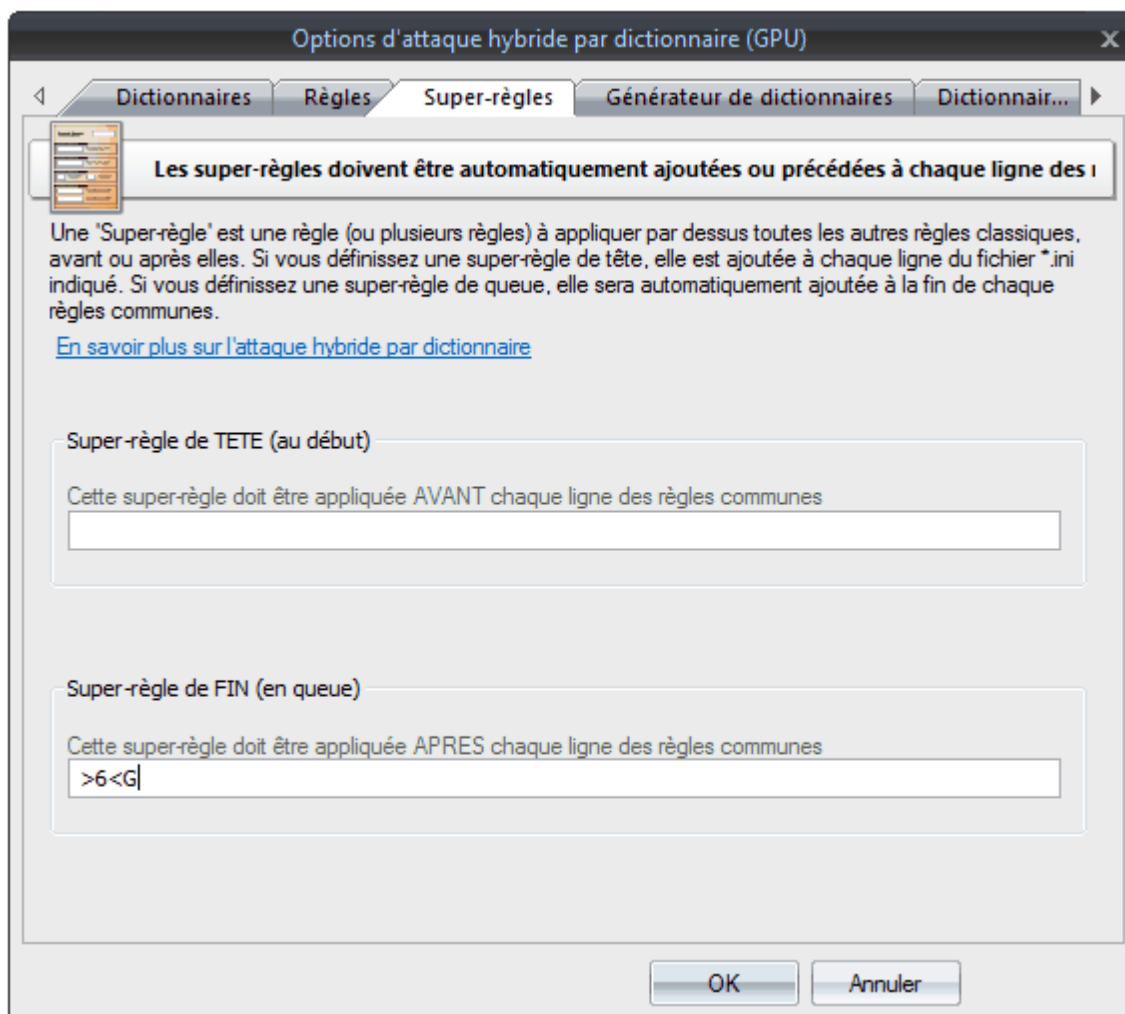 Options d'attaque hybride par dictionnaire (GPU)
Dictionnaires Règles Super-règles Générateur de dictionnaires Dictionnair...
Les super-règles doivent être automatiquement ajoutées ou précédées à chaque ligne des
Une 'Super-règle' est une règle (ou plusieurs règles) à appliquer par dessus toutes les autres règles classiques,
avant ou après elles. Si vous définissez une super-règle de tête, elle est ajoutée à chaque ligne du fichier *.ini
indiqué. Si vous définissez une super-règle de queue, elle sera automatiquement ajoutée à la fin de chaque
règles communes.
En savoir plus sur l'attaque hybride par dictionnaire
Super-règle de TETE (au début)
Cette super-règle doit être appliquée AVANT chaque ligne des règles communes
Super-règle de FIN (en queue)
Cette super-règle doit être appliquée APRES chaque ligne des règles communes
>6<G
OK Annuler